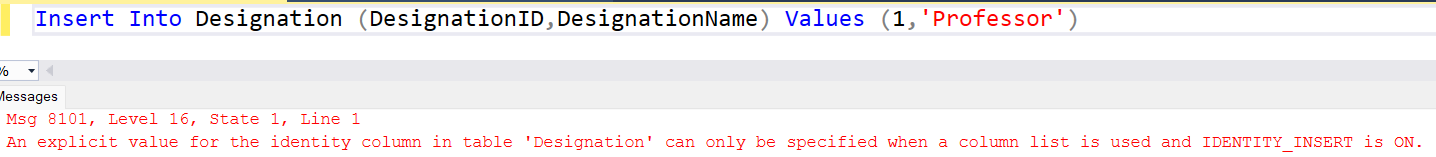 Insert Into Designation (DesignationID,DesignationName) Values (1,'Professor')
%
Messages
Msg 8101, Level 16, State 1, Line 1
An explicit value for the identity column in table 'Designation' can only be specified when a column list is used and IDENTITY_INSERT is ON.